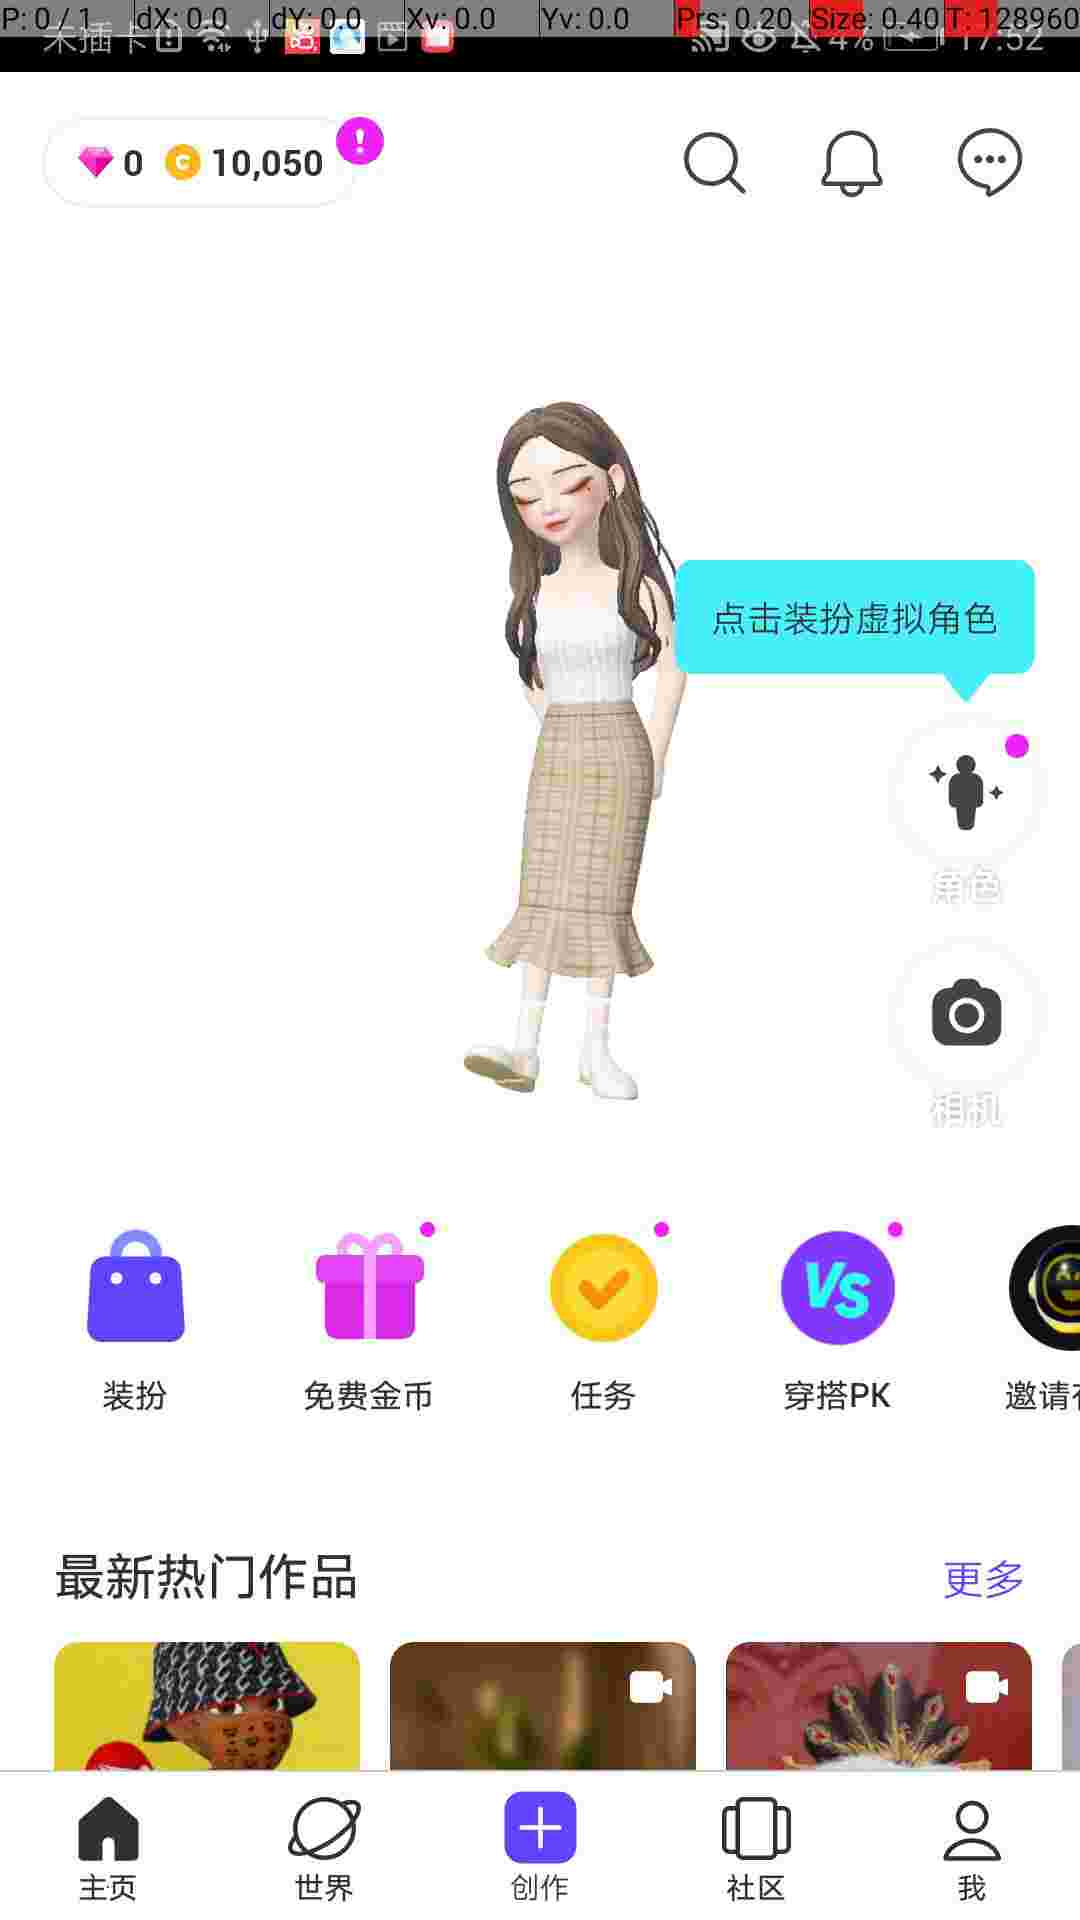 P: 0 / 1 dX: 0.0 dY: 0.0 Xv: 0.0 Yv: 0.0 Prs: 0.20 Size: 0.40 T: 128960
未插卡 4% 17:52
0 10,050
点击装扮虚拟角色
角色
相机
VS
装扮 免费金币 任务 穿搭PK 邀请
最新热门作品 更多
主页 世界 创作 社区 我